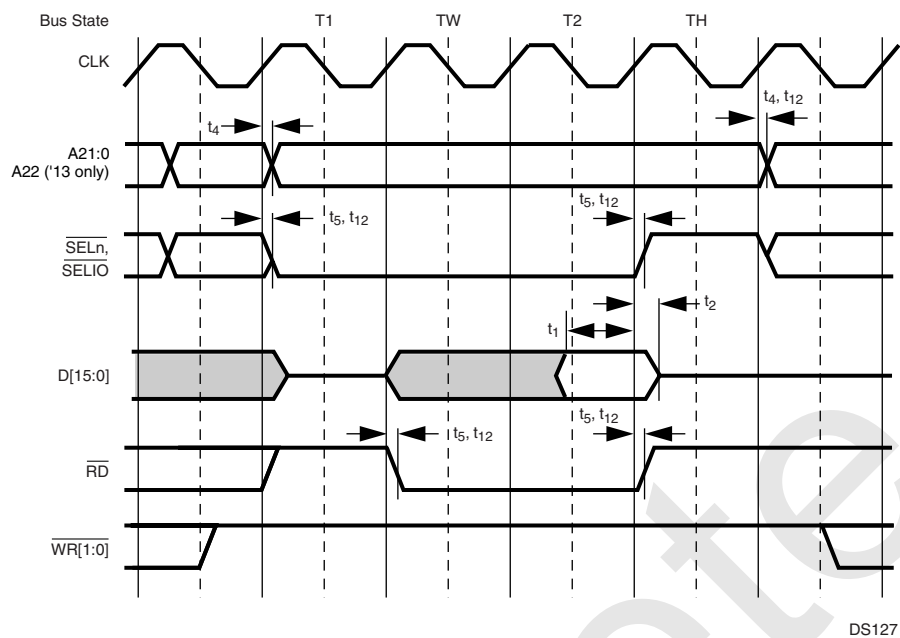 Bus State T1 TW T2 TH
CLK
t4 t4, t12
A21:0
A22 ('13 only)
t5, t12 t5, t12
SELn,
SELIO
t2
t1
D[15:0]
t5, t12 t5, t12
RD
WR[1:0]
DS127